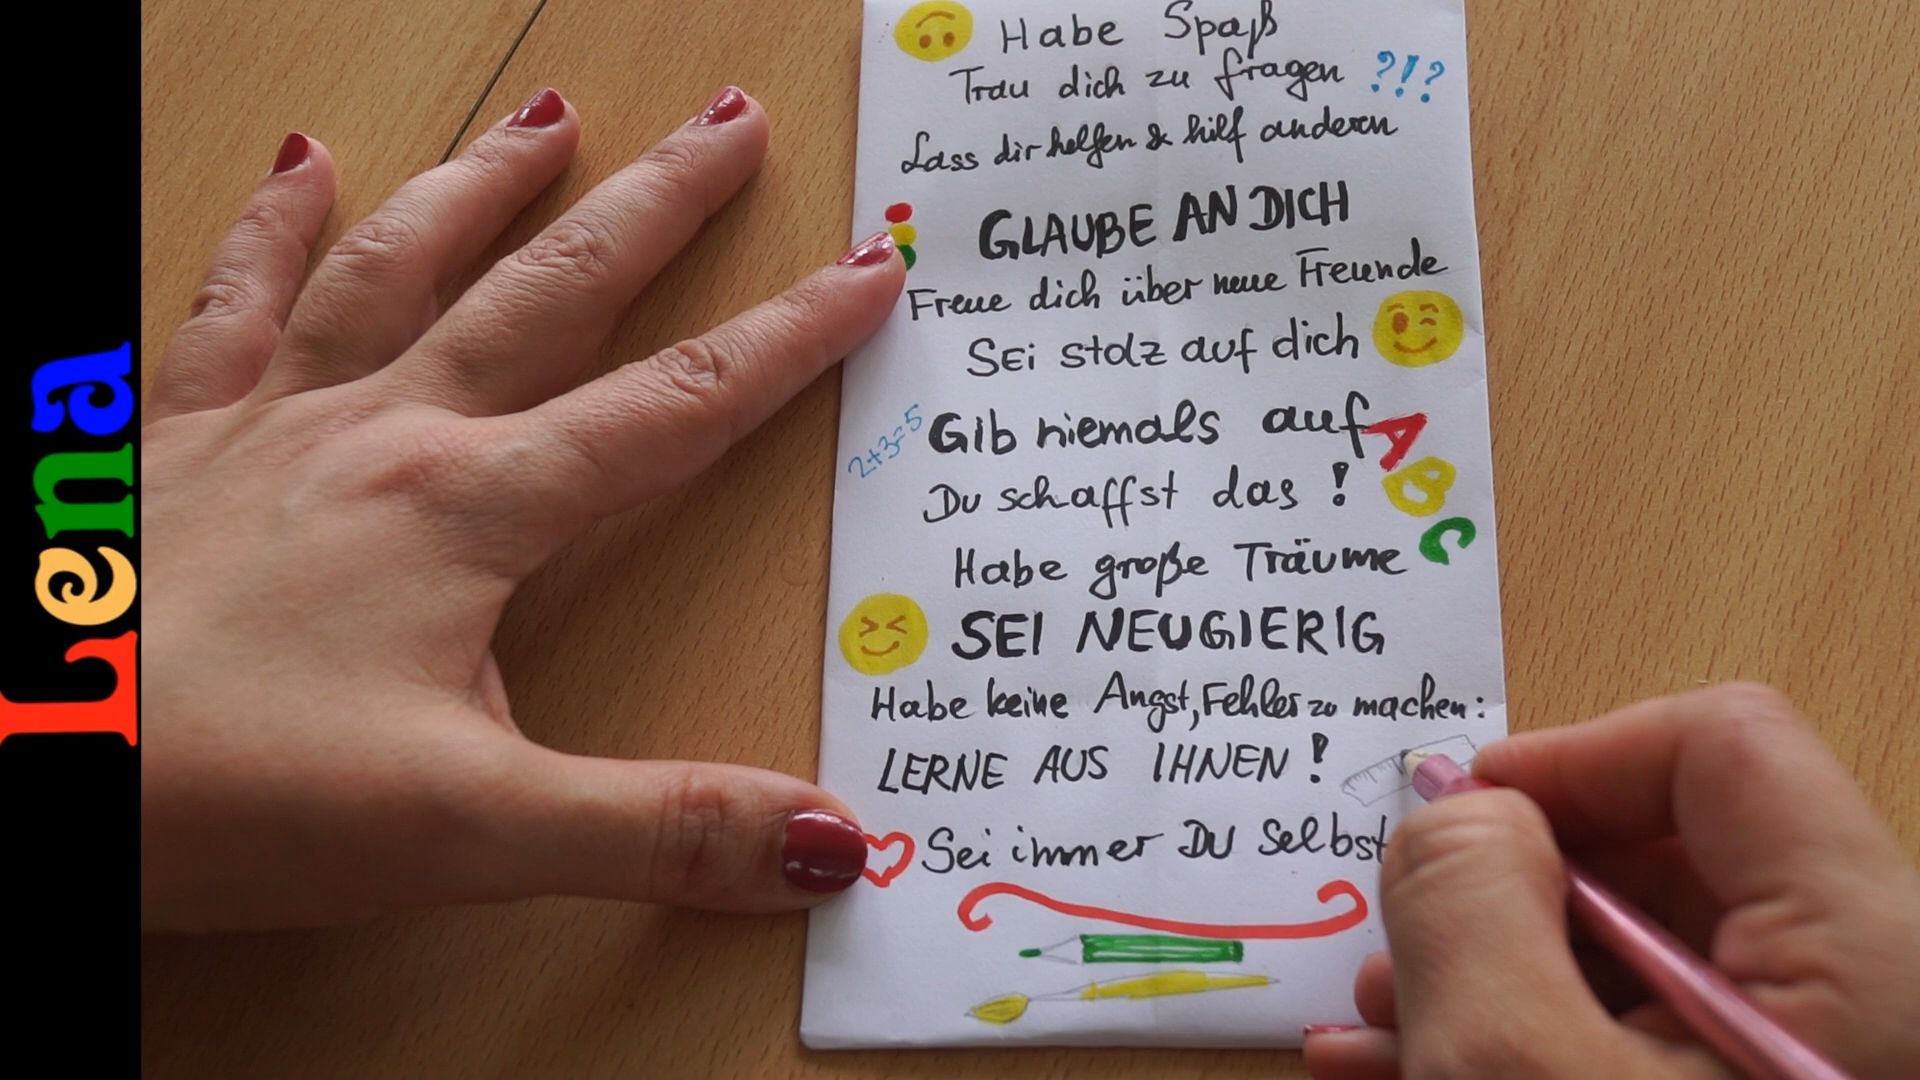 Lena
Habe Spaß
Trau dich zu fragen ?!?
Lass dir helfen & hilf anderen
GLAUBE AN DICH
Freue dich über neue Freunde
Sei stolz auf dich
2+3=5
Gib niemals auf
A
B
C
Du schaffst das !
Habe große Träume
SEI NEUGIERIG
Habe keine Angst, Fehler zu machen:
LERNE AUS IHNEN !
Sei immer DU selbst